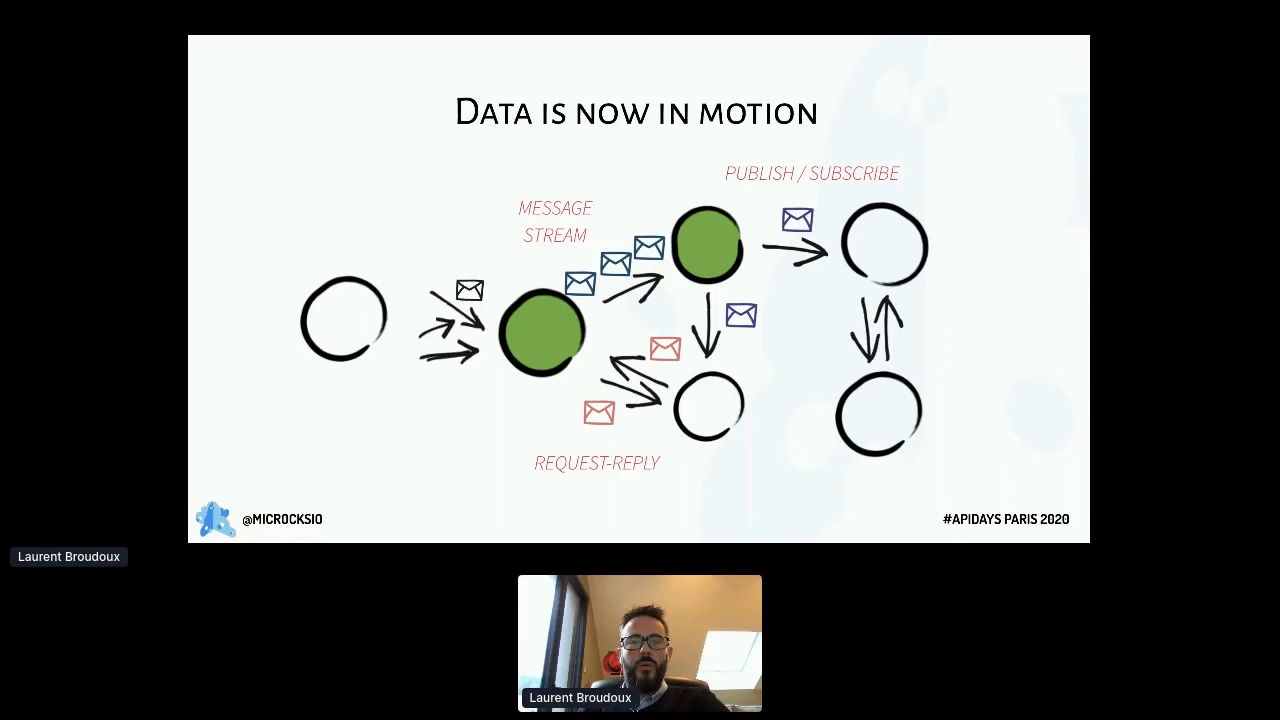 DATA IS NOW IN MOTION
PUBLISH / SUBSCRIBE
MESSAGE
STREAM
REQUEST-REPLY
@MICROCKSIO
#APIDAYS PARIS 2020
Laurent Broudoux
Laurent Broudoux